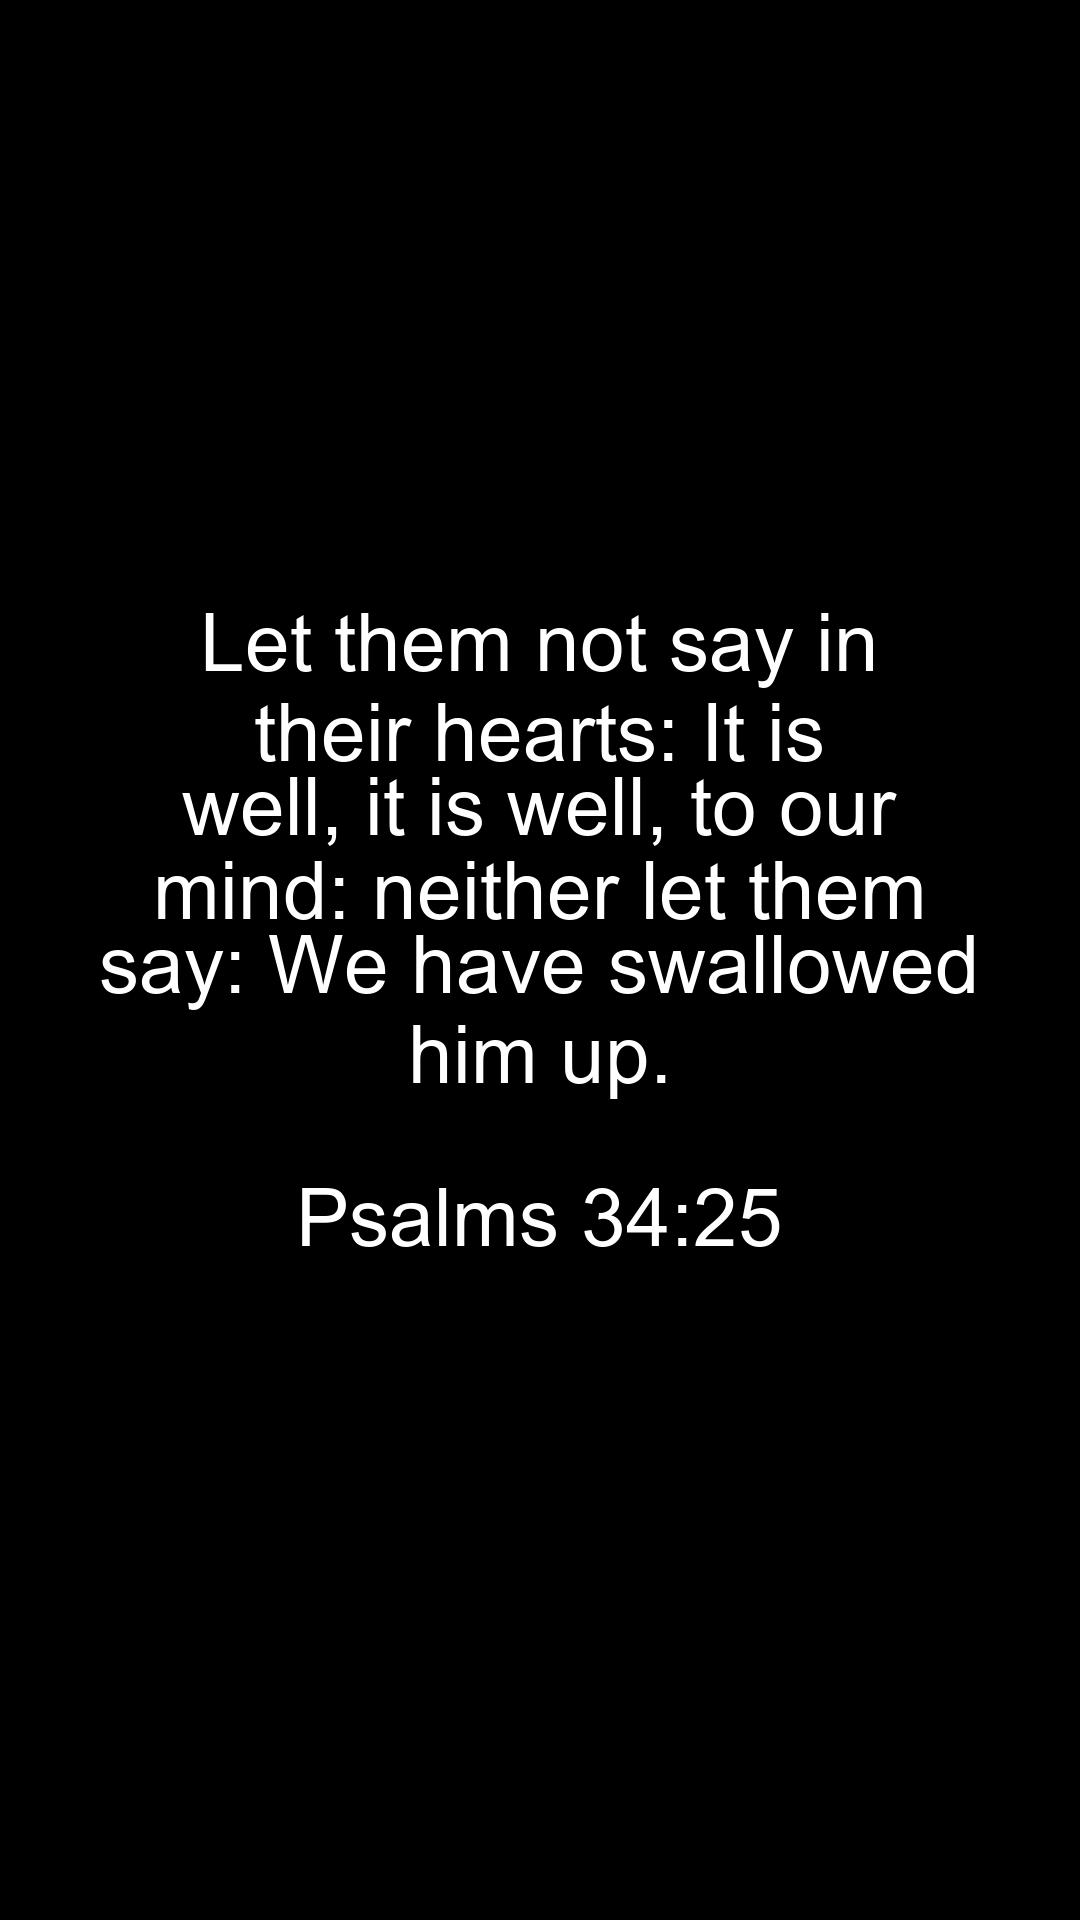 Let them not say in
their hearts: It is
well, it is well, to our
mind: neither let them
say: We have swallowed
him up.
Psalms 34:25